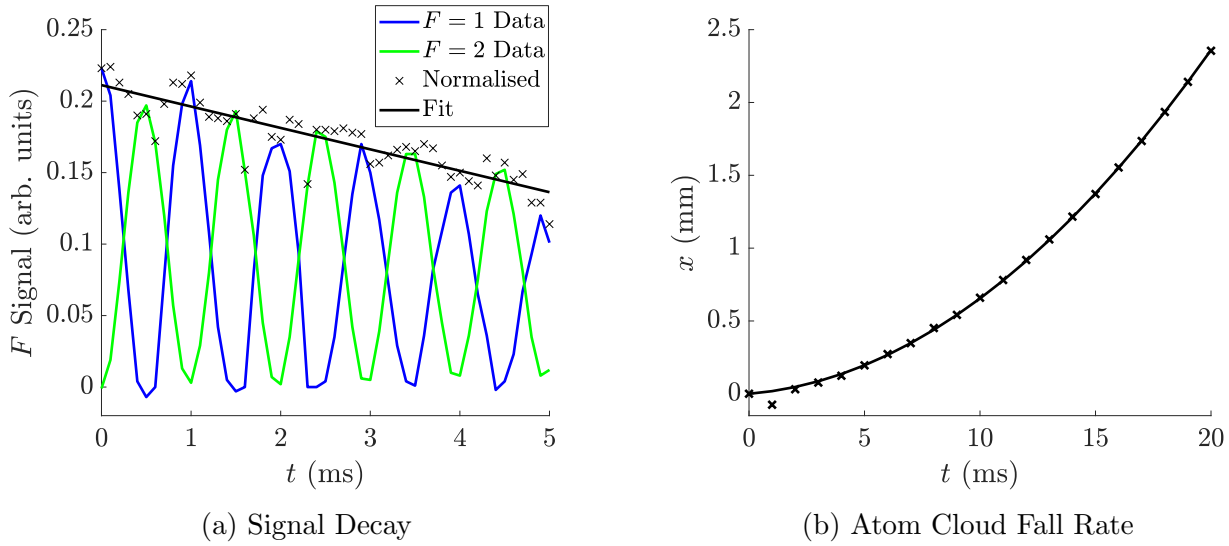 0.25
0.2
0.15
0.1
0.05
0
F Signal (arb. units)
F = 1 Data
F = 2 Data
Normalised
Fit
0 1 2 3 4 5
t (ms)
(a) Signal Decay
2.5
2
1.5
1
0.5
0
x (mm)
0 5 10 15 20
t (ms)
(b) Atom Cloud Fall Rate